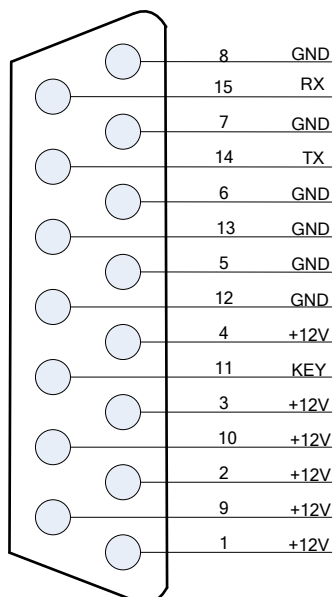 8 GND
15 RX
7 GND
14 TX
6 GND
13 GND
5 GND
12 GND
4 +12V
11 KEY
3 +12V
10 +12V
2 +12V
9 +12V
1 +12V